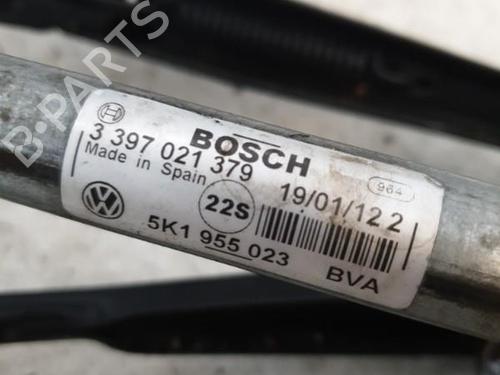 B-PARTS
BOSCH
3 397 021 379
Made in Spain
964
19/01/12 2
22S
5K1 955 023
BVA